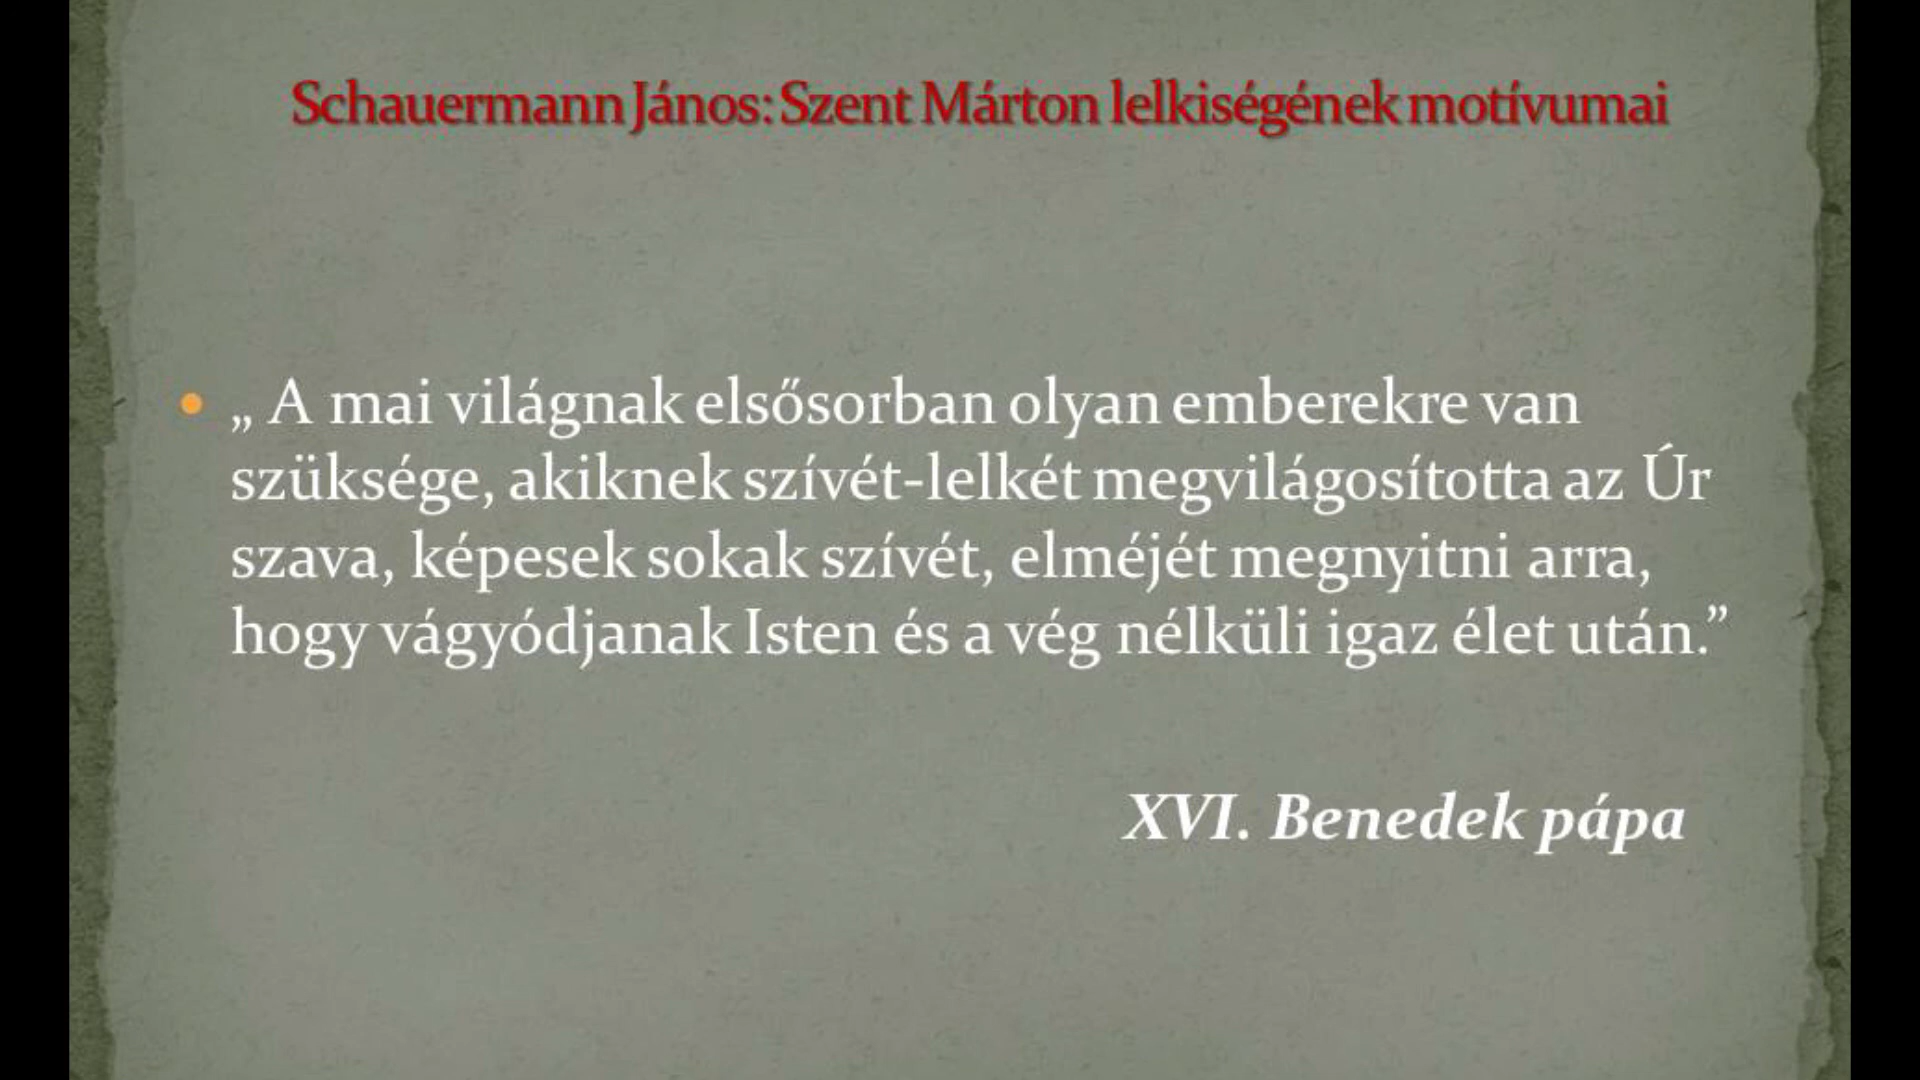 Schauermann János: Szent Márton lelkiségének motívumai
• „ A mai világnak elsősorban olyan emberekre van
szüksége, akiknek szívét-lelkét megvilágosította az Úr
szava, képesek sokak szívét, elméjét megnyitni arra,
hogy vágyódjanak Isten és a vég nélküli igaz élet után.”
XVI. Benedek pápa